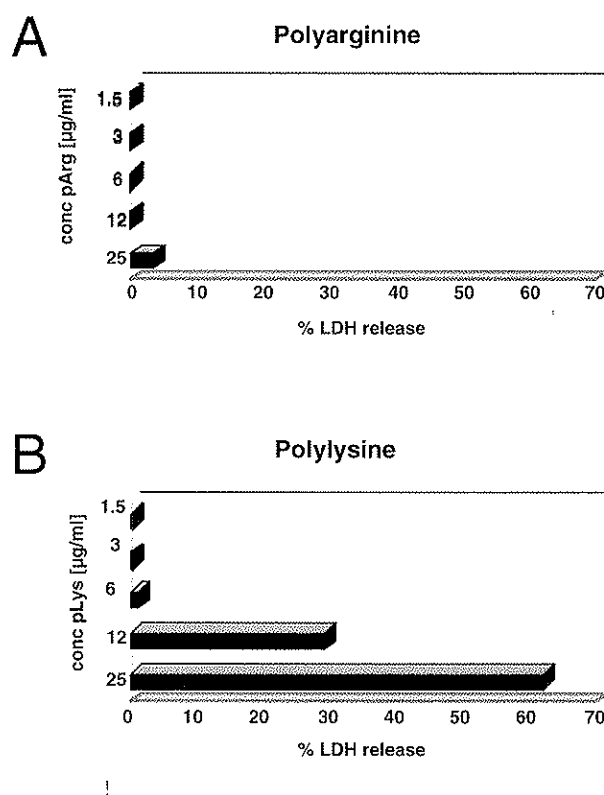 A
Polyarginine
conc pArg [µg/ml]
1.5
3
6
12
25
0 10 20 30 40 50 60 70
% LDH release
B
Polylysine
conc pLys [µg/ml]
1.5
3
6
12
25
0 10 20 30 40 50 60 70
% LDH release